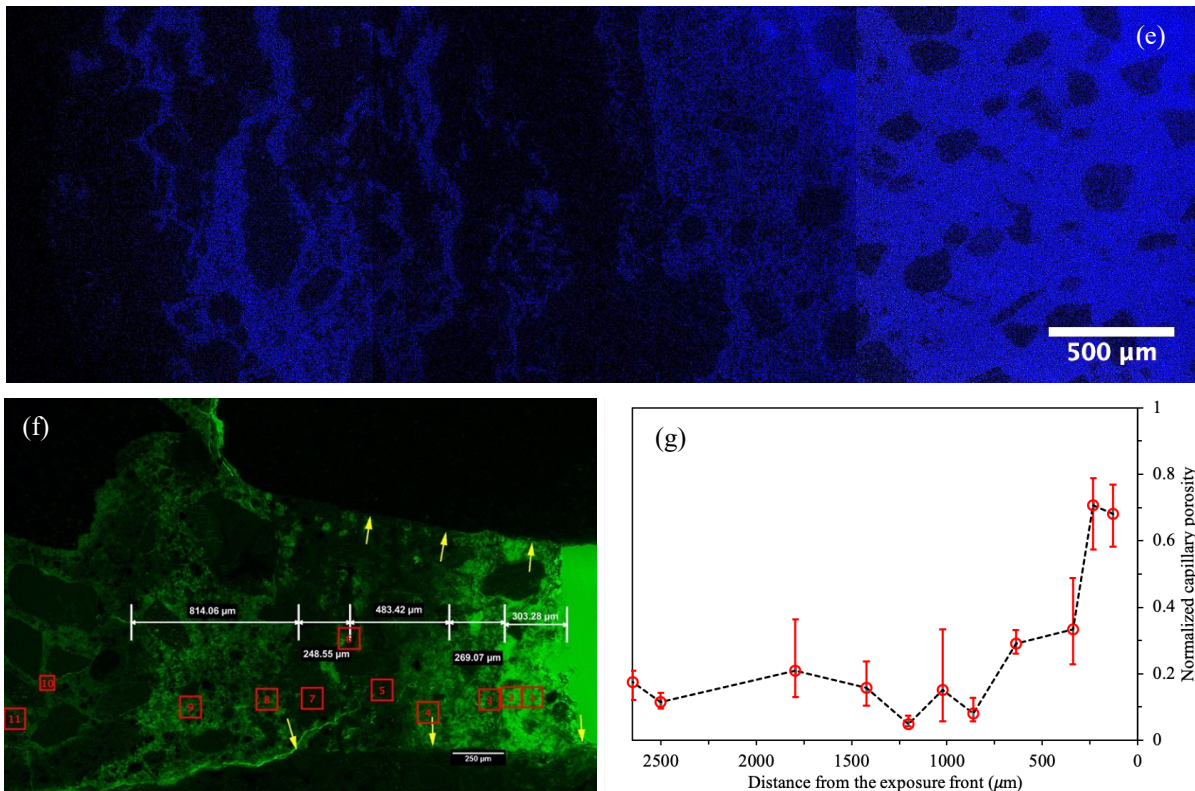 (e)
500 µm
(f)
814.06 µm
483.42 µm
303.28 µm
248.55 µm
269.07 µm
10
11
9
8
7
5
4
250 µm
(g)
1
0.8
0.6
0.4
0.2
0
Normalized capillary porosity
2500
2000
1500
1000
500
0
Distance from the exposure front (µm)